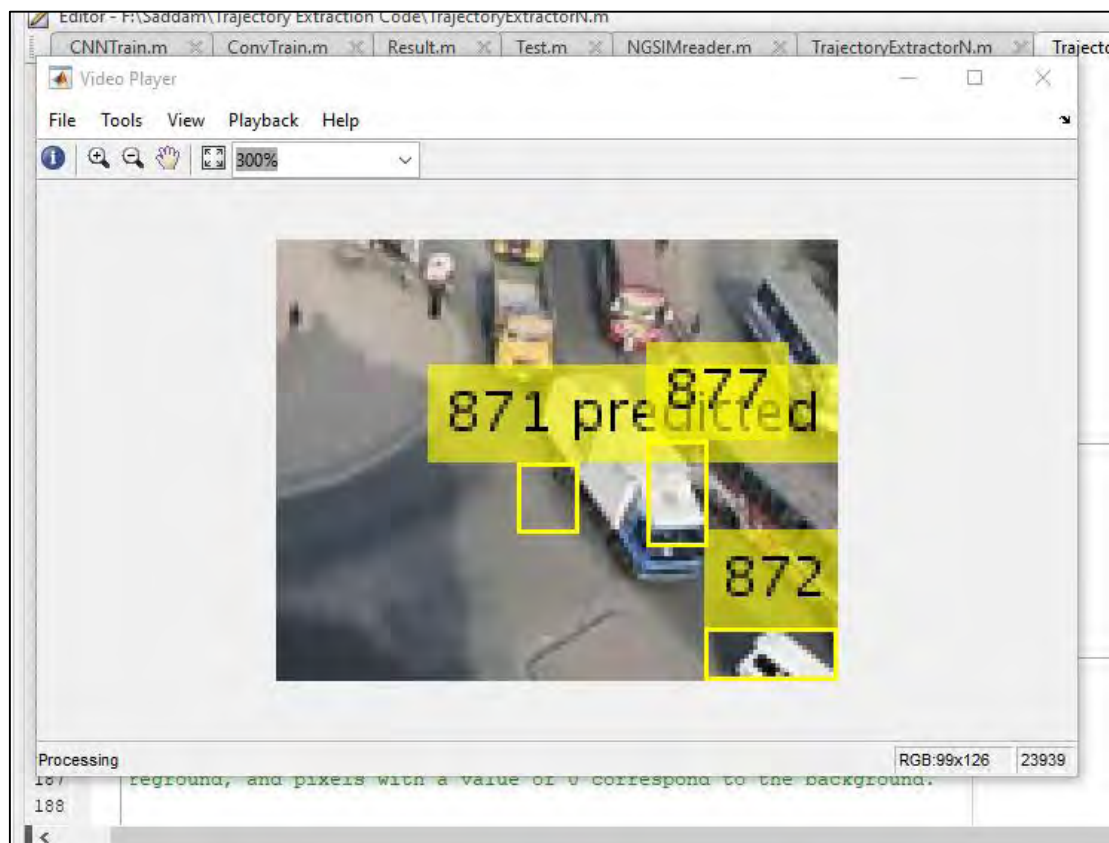 Editor - F:\Saddam\Trajectory Extraction Code\TrajectoryExtractorN.m
CNNTrain.m ConvTrain.m Result.m Test.m NGSIMreader.m TrajectoryExtractorN.m Trajecto
Video Player
File Tools View Playback Help
300%
877
871 predicted
872
Processing RGB:99x126 23939
187 reground, and pixels with a value of 0 correspond to the background.
188